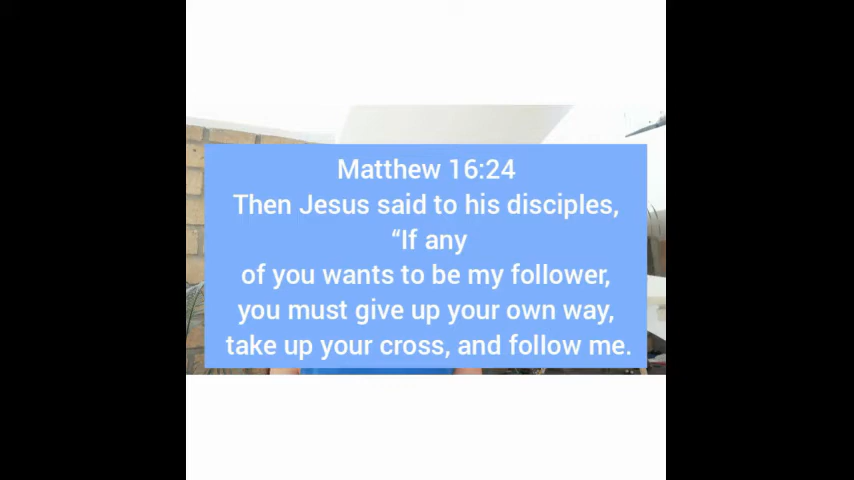 Matthew 16:24
Then Jesus said to his disciples,
“If any
of you wants to be my follower,
you must give up your own way,
take up your cross, and follow me.